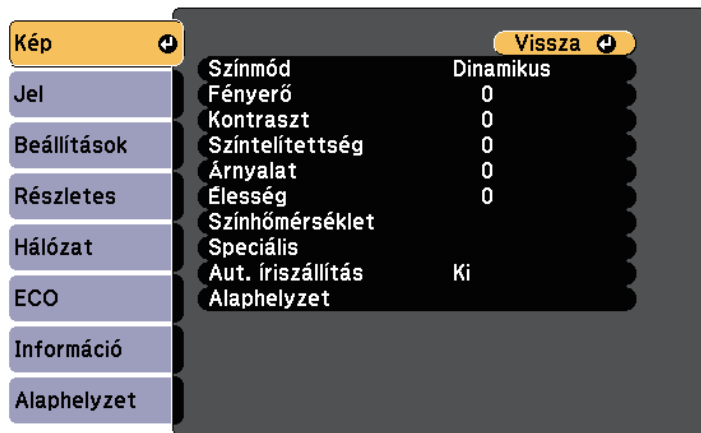 Kép
Jel
Beállítások
Részletes
Hálózat
ECO
Információ
Alaphelyzet
Vissza
Színmód Dinamikus
Fényerő 0
Kontraszt 0
Színtelítettség 0
Árnyalat 0
Élesség 0
Színhőmérséklet
Speciális
Aut. íriszállítás Ki
Alaphelyzet